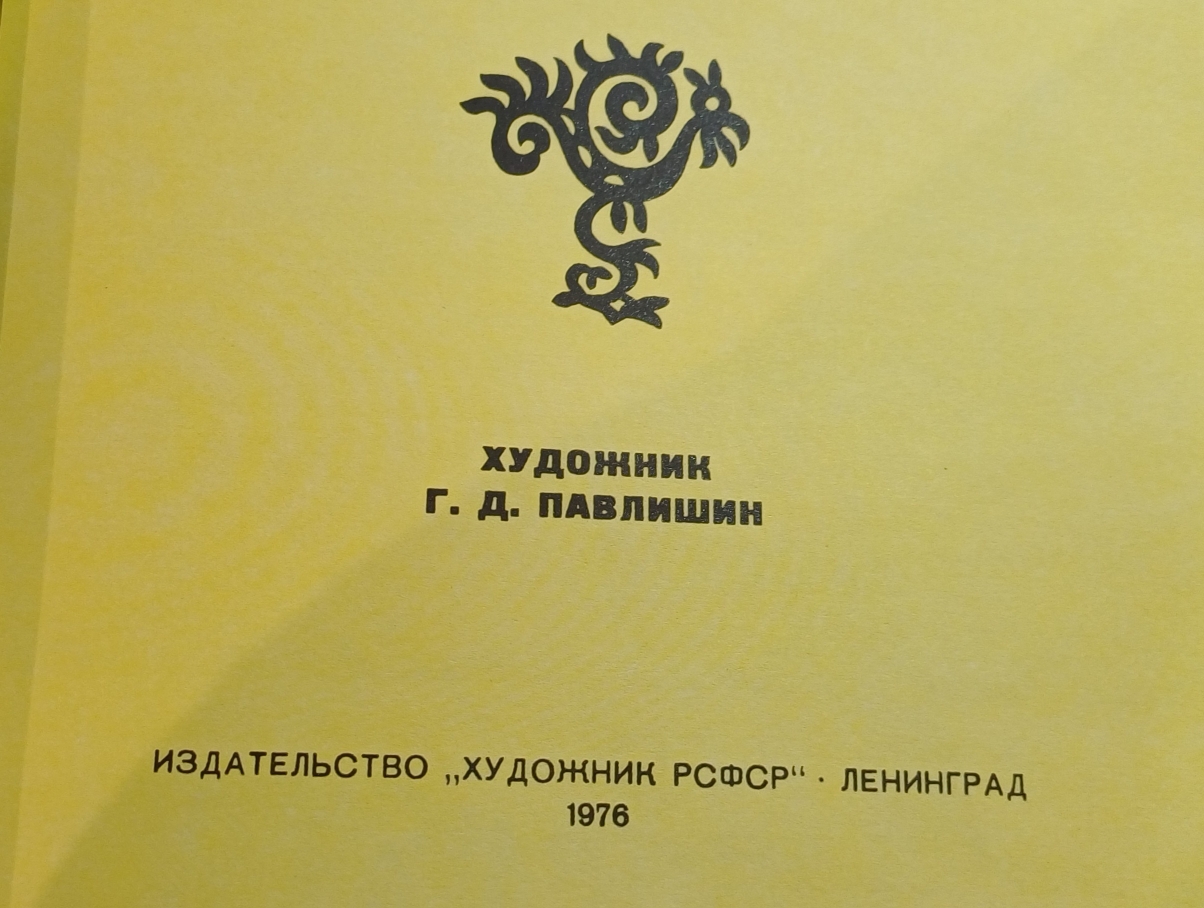 ХУДОЖНИК
Г. Д. ПАВЛИШИН
ИЗДАТЕЛЬСТВО „ХУДОЖНИК РСФСР“ · ЛЕНИНГРАД
1976